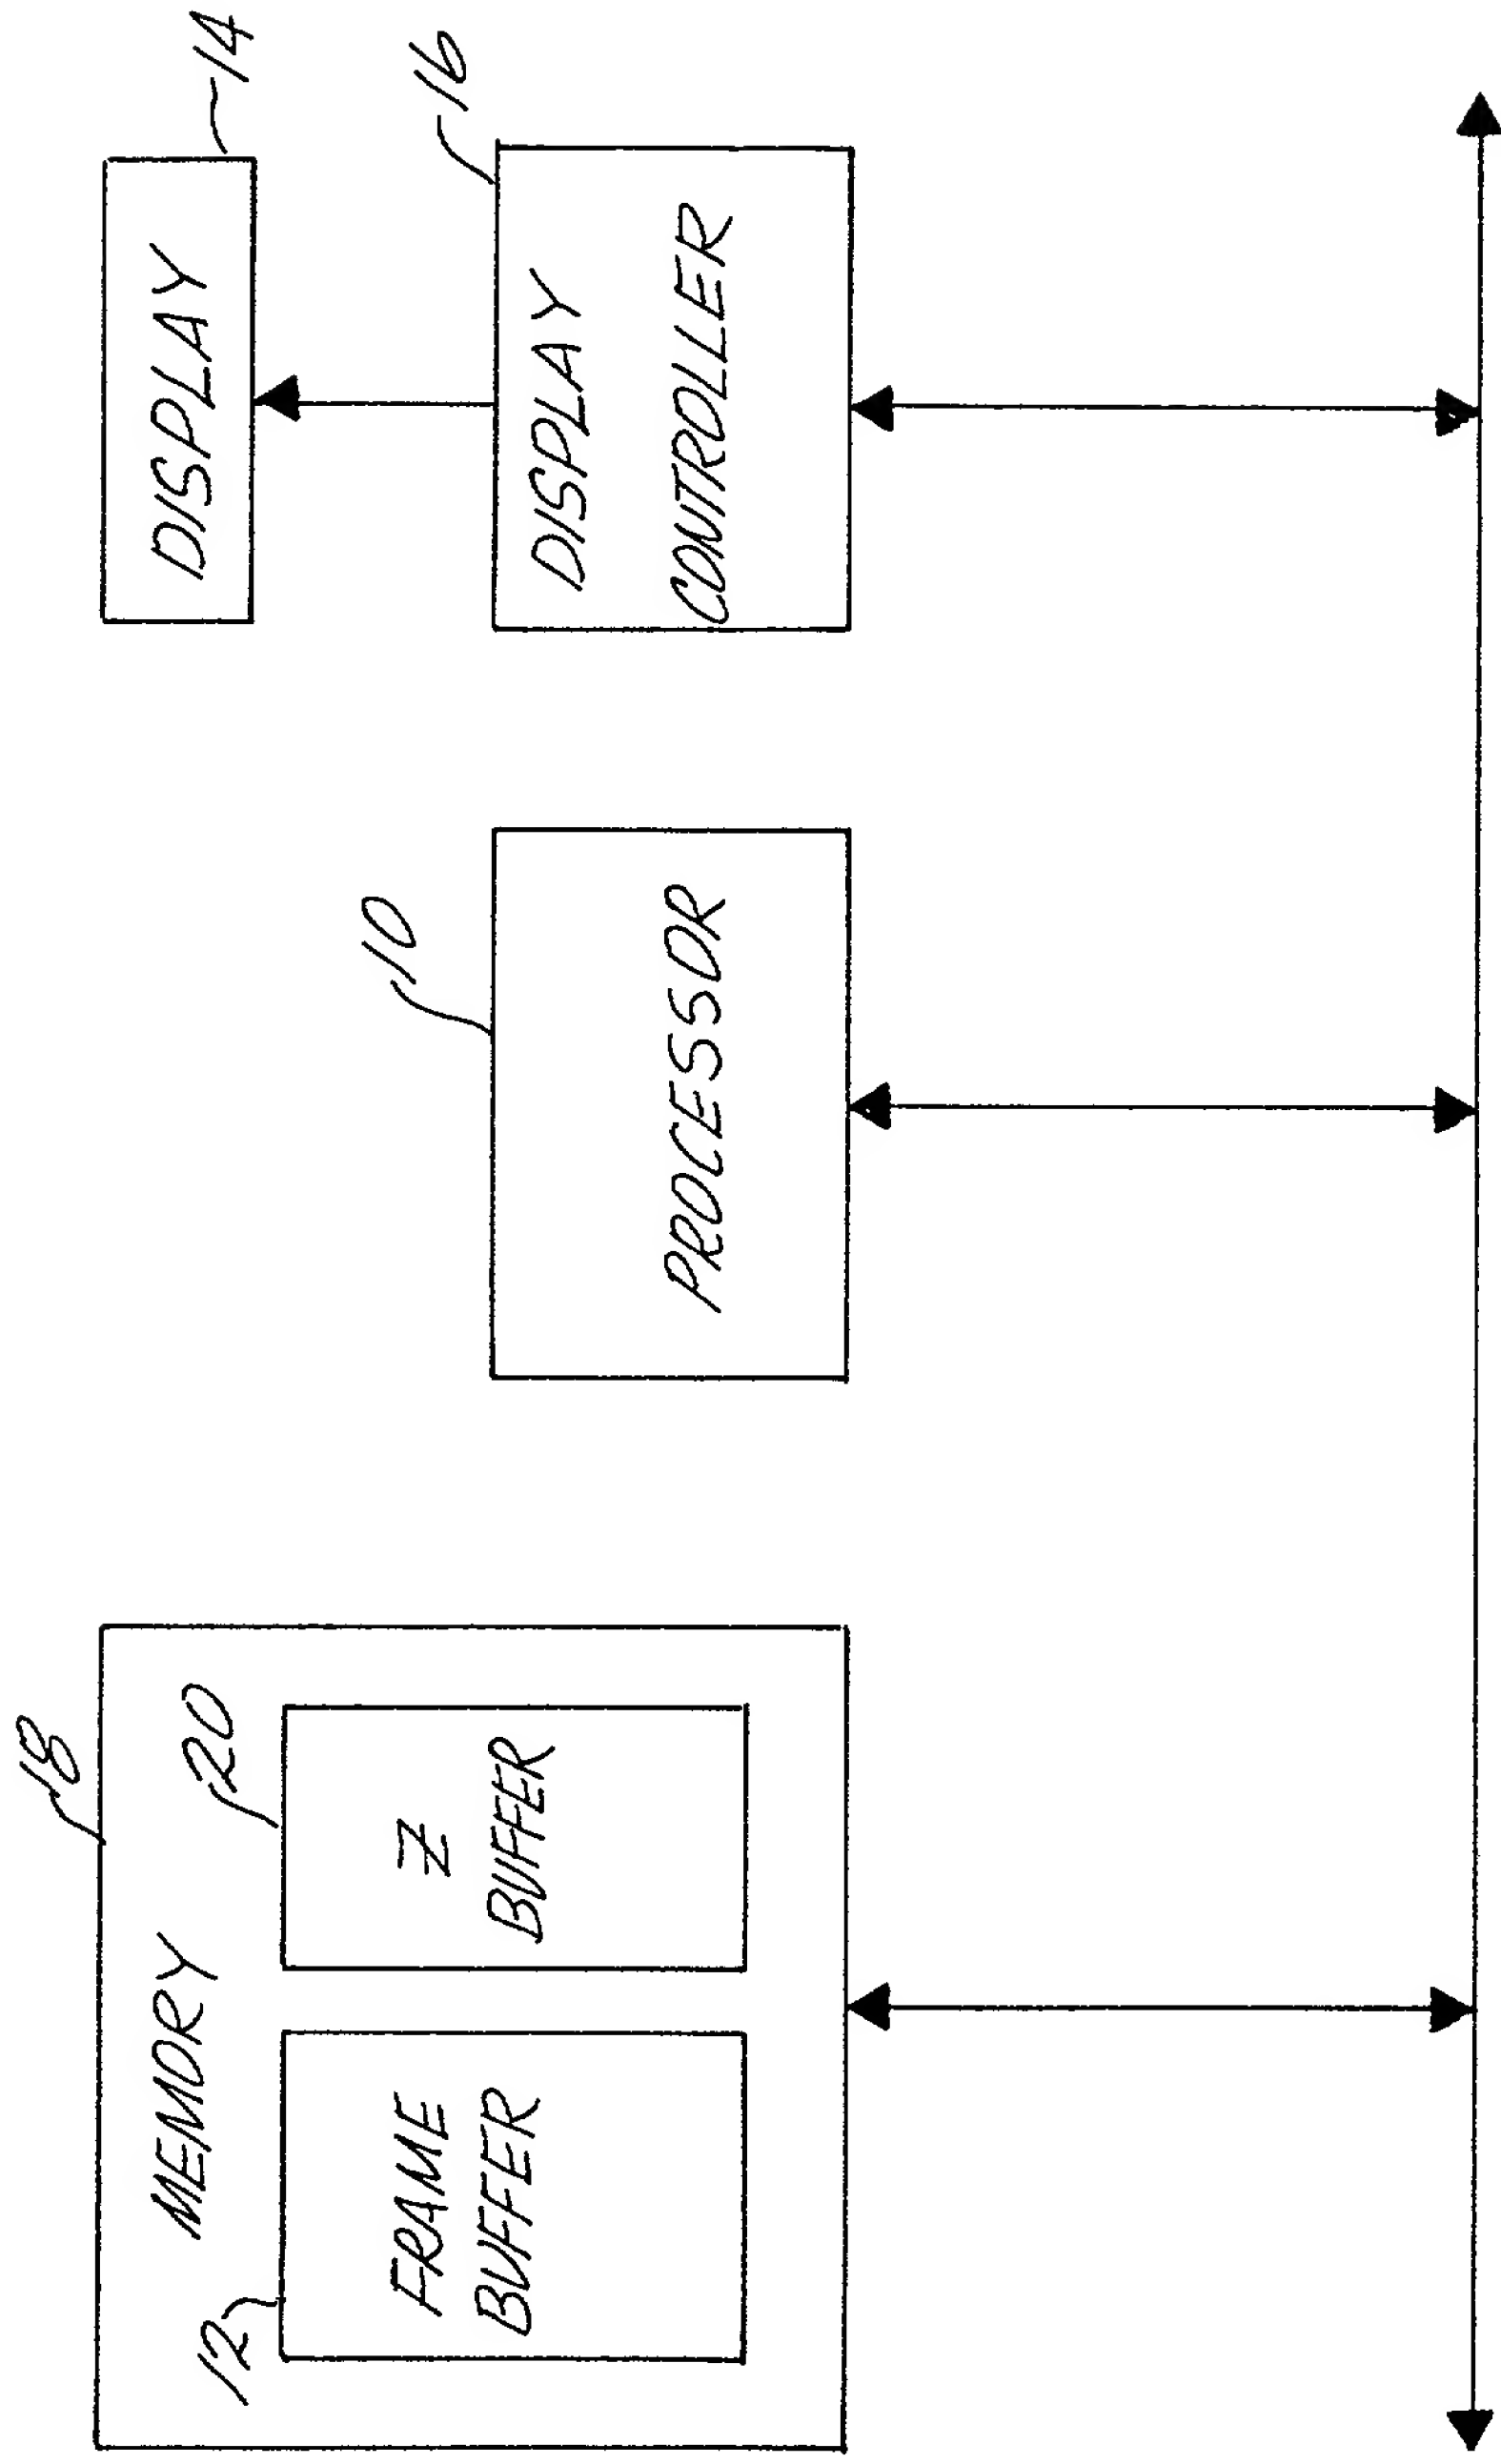 18
MEMORY
12
FRAME
BUFFER
20
Z
BUFFER
10
PROCESSOR
14
DISPLAY
16
DISPLAY
CONTROLLER